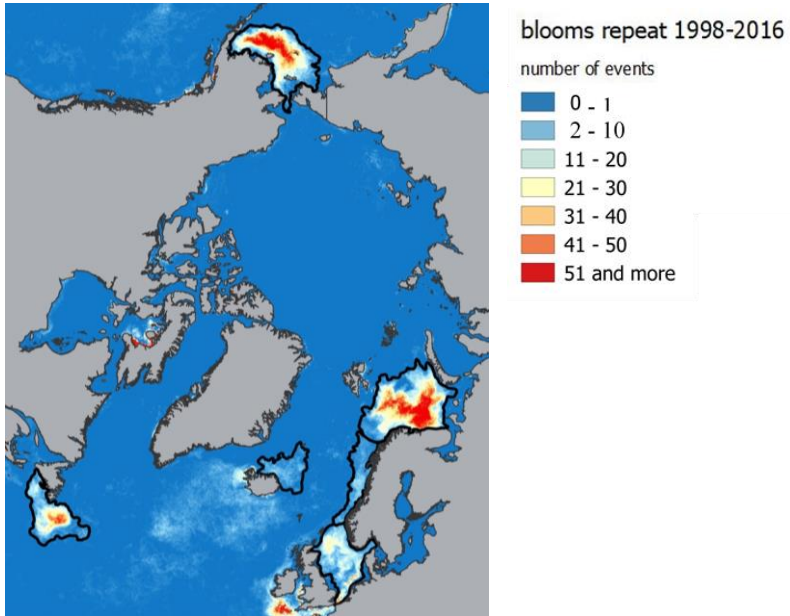 blooms repeat 1998-2016
number of events
0 - 1
2 - 10
11 - 20
21 - 30
31 - 40
41 - 50
51 and more